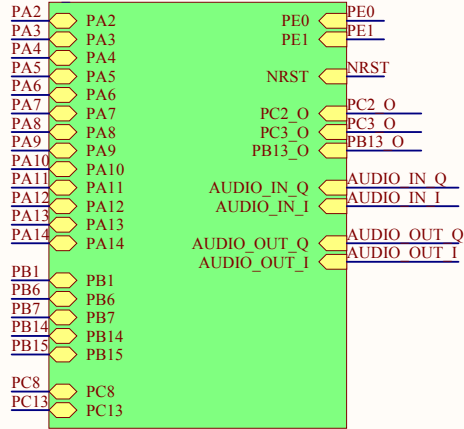 PA2 PA2 PE0 PE0
PA3 PA3 PE1 PE1
PA4 PA4
PA5 PA5 NRST NRST
PA6 PA6
PA7 PA7 PC2_O PC2_O
PA8 PA8 PC3_O PC3_O
PA9 PA9 PB13_O PB13_O
PA10 PA10
PA11 PA11 AUDIO_IN_Q AUDIO_IN_Q
PA12 PA12 AUDIO_IN_I AUDIO_IN_I
PA13 PA13
PA14 PA14 AUDIO_OUT_Q AUDIO_OUT_Q
AUDIO_OUT_I AUDIO_OUT_I
PB1 PB1
PB6 PB6
PB7 PB7
PB14 PB14
PB15 PB15
PC8 PC8
PC13 PC13